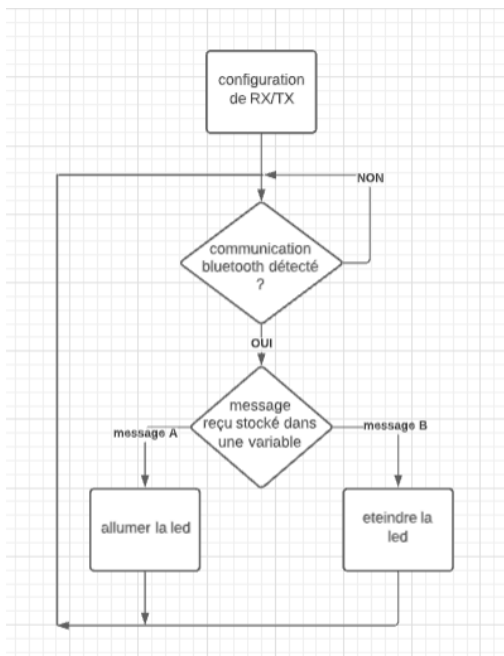 configuration
de RX/TX
NON
communication
bluetooth détecté
?
OUI
message
reçu stocké dans
une variable
message A
message B
allumer la led
eteindre la
led